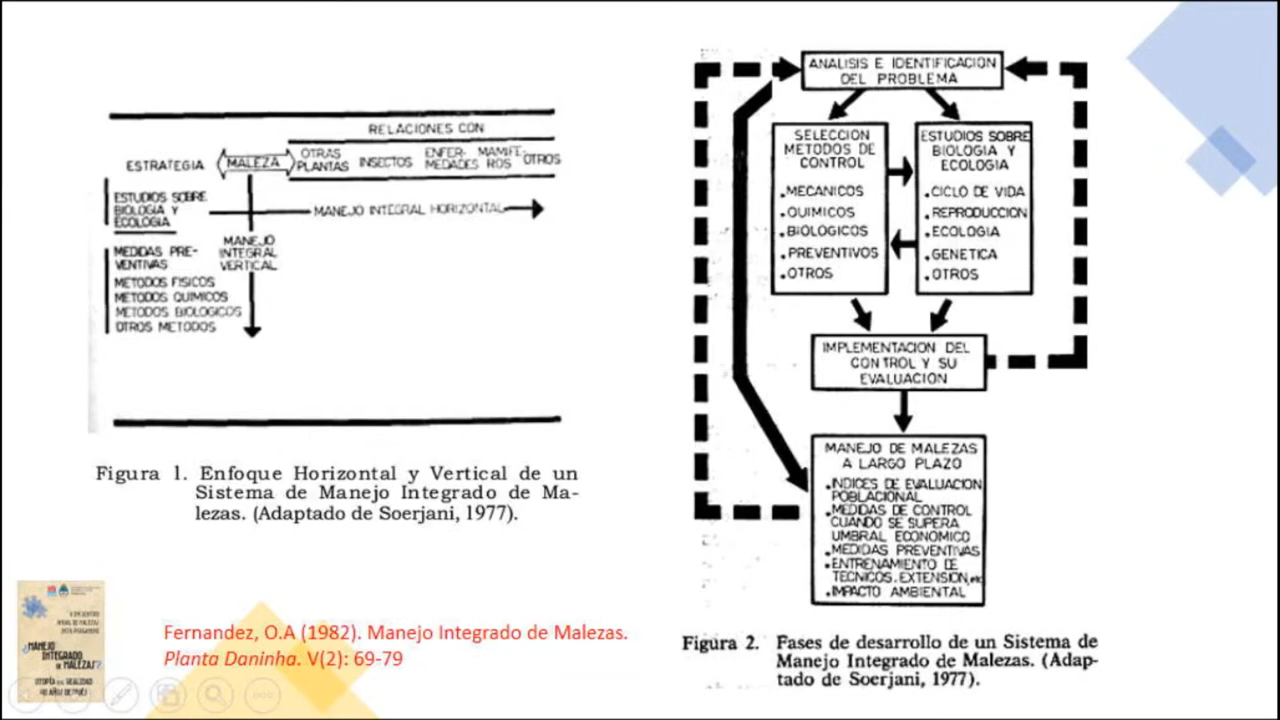 RELACIONES CON
ESTRATEGIA MALEZA OTRAS PLANTAS INSECTOS ENFER-MEDADES MAMIFE-ROS OTROS
ESTUDIOS SOBRE
BIOLOGIA Y
ECOLOGIA
MANEJO INTEGRAL HORIZONTAL
MANEJO
INTEGRAL
VERTICAL
MEDIDAS PRE-
VENTIVAS
METODOS FISICOS
METODOS QUIMICOS
METODOS BIOLOGICOS
OTROS METODOS
Figura 1. Enfoque Horizontal y Vertical de un
Sistema de Manejo Integrado de Ma-
lezas. (Adaptado de Soerjani, 1977).
ANALISIS E IDENTIFICACION
DEL PROBLEMA
SELECCION
METODOS DE
CONTROL
.MECANICOS
.QUIMICOS
.BIOLOGICOS
.PREVENTIVOS
.OTROS
ESTUDIOS SOBRE
BIOLOGIA Y
ECOLOGIA
.CICLO DE VIDA
.REPRODUCCION
.ECOLOGIA
.GENETICA
.OTROS
IMPLEMENTACION DEL
CONTROL Y SU
EVALUACION
MANEJO DE MALEZAS
A LARGO PLAZO
.INDICES DE EVALUACION
POBLACIONAL
.MEDIDAS DE CONTROL
CUANDO SE SUPERA
UMBRAL ECONOMICO
.MEDIDAS PREVENTIVAS
.ENTRENAMIENTO DE
TECNICOS.EXTENSION,etc
.IMPACTO AMBIENTAL
Figura 2. Fases de desarrollo de un Sistema de
Manejo Integrado de Malezas. (Adap-
tado de Soerjani, 1977).
Fernandez, O.A (1982). Manejo Integrado de Malezas.
Planta Daninha. V(2): 69-79
¿MANEJO
INTEGRADO
DE MALEZAS?